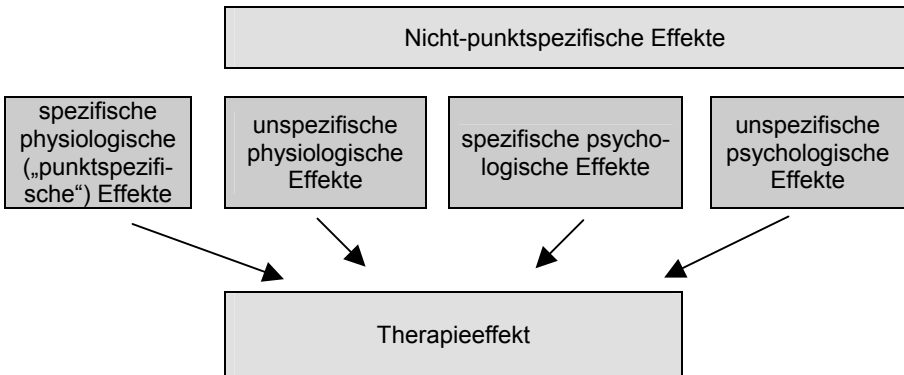 Nicht-punktspezifische Effekte
spezifische
physiologische
(„punktspezifi-
sche“) Effekte
unspezifische
physiologische
Effekte
spezifische psycho-
logische Effekte
unspezifische
psychologische
Effekte
Therapieeffekt